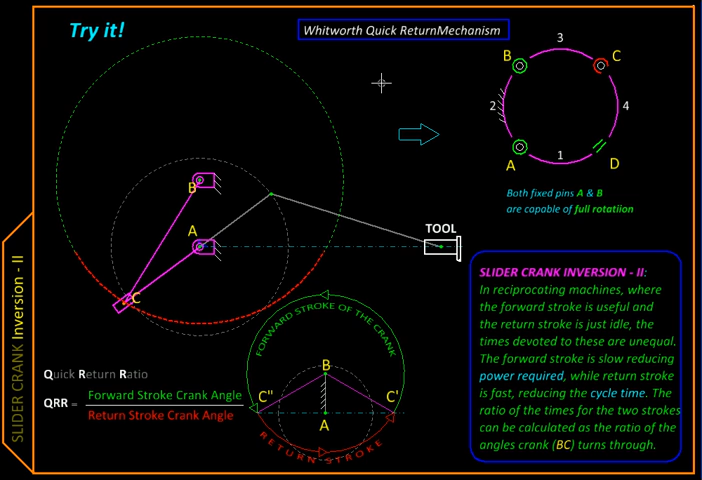 Try it!
Whitworth Quick ReturnMechanism
3
B
C
2
4
A
D
1
Both fixed pins A & B
are capable of full rotatiion
B
A
TOOL
C
SLIDER CRANK Inversion - II
SLIDER CRANK INVERSION - II:
In reciprocating machines, where
the forward stroke is useful and
the return stroke is just idle, the
times devoted to these are unequal.
The forward stroke is slow reducing
power required, while return stroke
is fast, reducing the cycle time. The
ratio of the times for the two strokes
can be calculated as the ratio of the
angles crank (BC) turns through.
FORWARD STROKE OF THE CRANK
B
C" C'
A
RETURN STROKE
Quick Return Ratio
QRR = Forward Stroke Crank Angle
Return Stroke Crank Angle